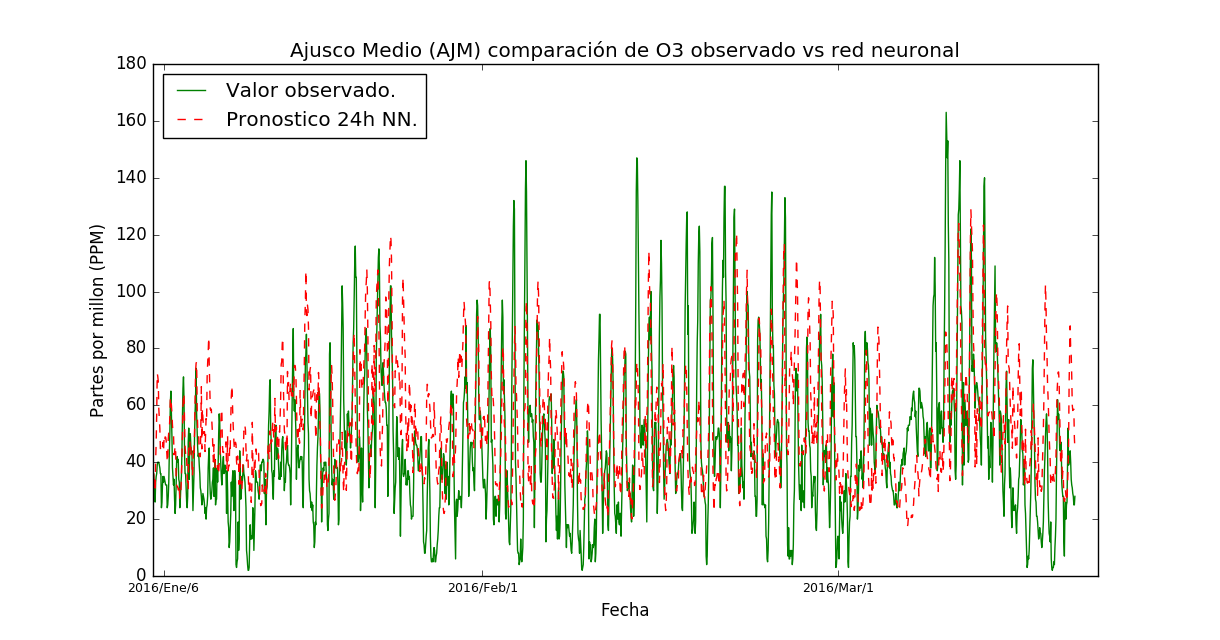 Ajusco Medio (AJM) comparación de O3 observado vs red neuronal
180
160
140
120
100
80
60
40
20
0
Partes por millon (PPM)
Valor observado.
Pronostico 24h NN.
2016/Ene/6
2016/Feb/1
2016/Mar/1
Fecha